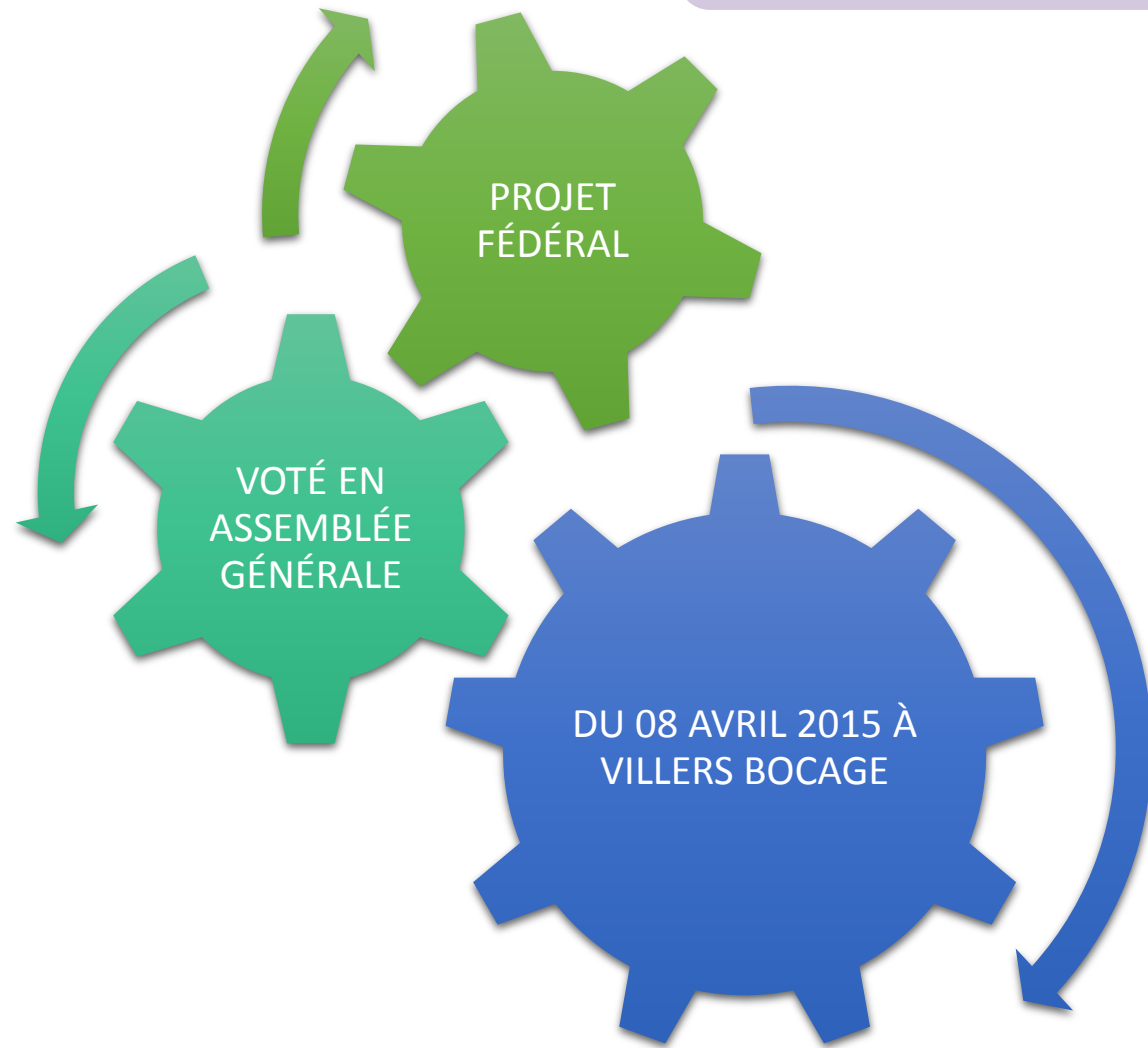 PROJET
FÉDÉRAL
VOTÉ EN
ASSEMBLÉE
GÉNÉRALE
DU 08 AVRIL 2015 À
VILLERS BOCAGE